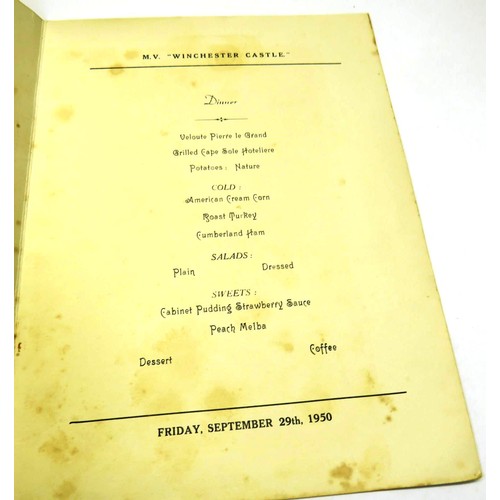 M.V. "WINCHESTER CASTLE."
Dinner
Veloute Pierre le Grand
Grilled Cape Sole Hoteliere
Potatoes: Nature
COLD:
American Cream Corn
Roast Turkey
Cumberland Ham
SALADS:
Plain Dressed
SWEETS:
Cabinet Pudding Strawberry Sauce
Peach Melba
Dessert Coffee
FRIDAY, SEPTEMBER 29th, 1950